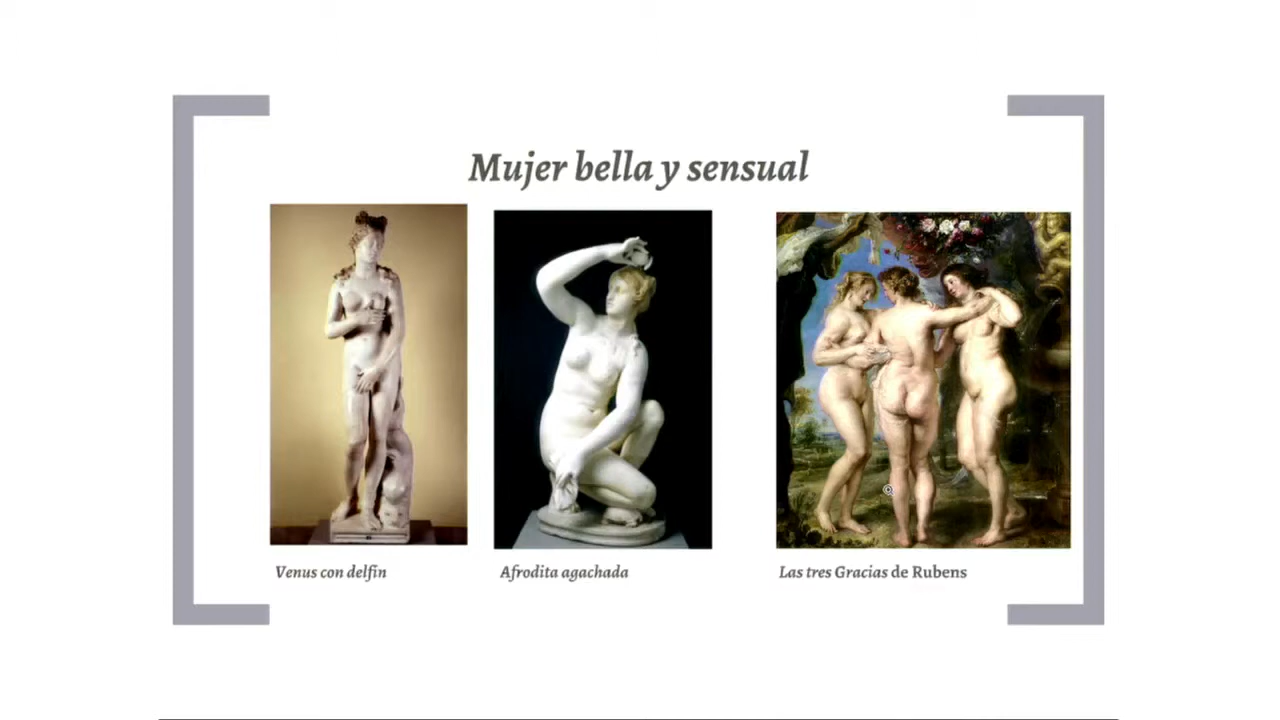 Mujer bella y sensual
Venus con delfín
Afrodita agachada
Las tres Gracias de Rubens